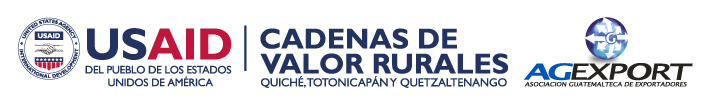 UNITED STATES AGENCY
USAID
INTERNATIONAL DEVELOPMENT
USAID
DEL PUEBLO DE LOS ESTADOS
UNIDOS DE AMÉRICA
CADENAS DE
VALOR RURALES
QUICHÉ, TOTONICAPÁN Y QUETZALTENANGO
AGEXPORT
ASOCIACION GUATEMALTECA DE EXPORTADORES